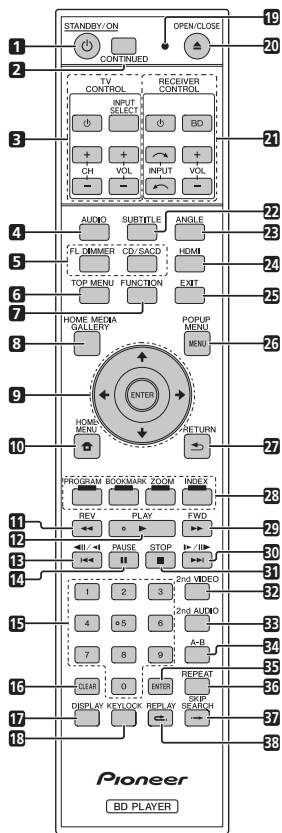 STANDBY/ON
OPEN/CLOSE
19
1
20
2
CONTINUED
TV CONTROL
RECEIVER CONTROL
INPUT SELECT
BD
3
21
+ + +
CH VOL INPUT VOL
− − −
4
AUDIO
SUBTITLE
22
ANGLE
23
5
FL DIMMER
CD/SACD
HDMI
24
6
TOP MENU
FUNCTION
EXIT
25
7
8
HOME MEDIA GALLERY
POPUP MENU
MENU
26
9
ENTER
10
HOME MENU
RETURN
27
PROGRAM
BOOKMARK
ZOOM
INDEX
28
11
REV
PLAY
FWD
29
12
13
PAUSE
STOP
30
14
31
1 2 3
2nd VIDEO
32
15
4 5 6
2nd AUDIO
33
7 8 9
A-B
34
35
16
CLEAR
0
ENTER
REPEAT
36
17
DISPLAY
KEYLOCK
REPLAY
SKIP SEARCH
37
18
38
Pioneer
BD PLAYER